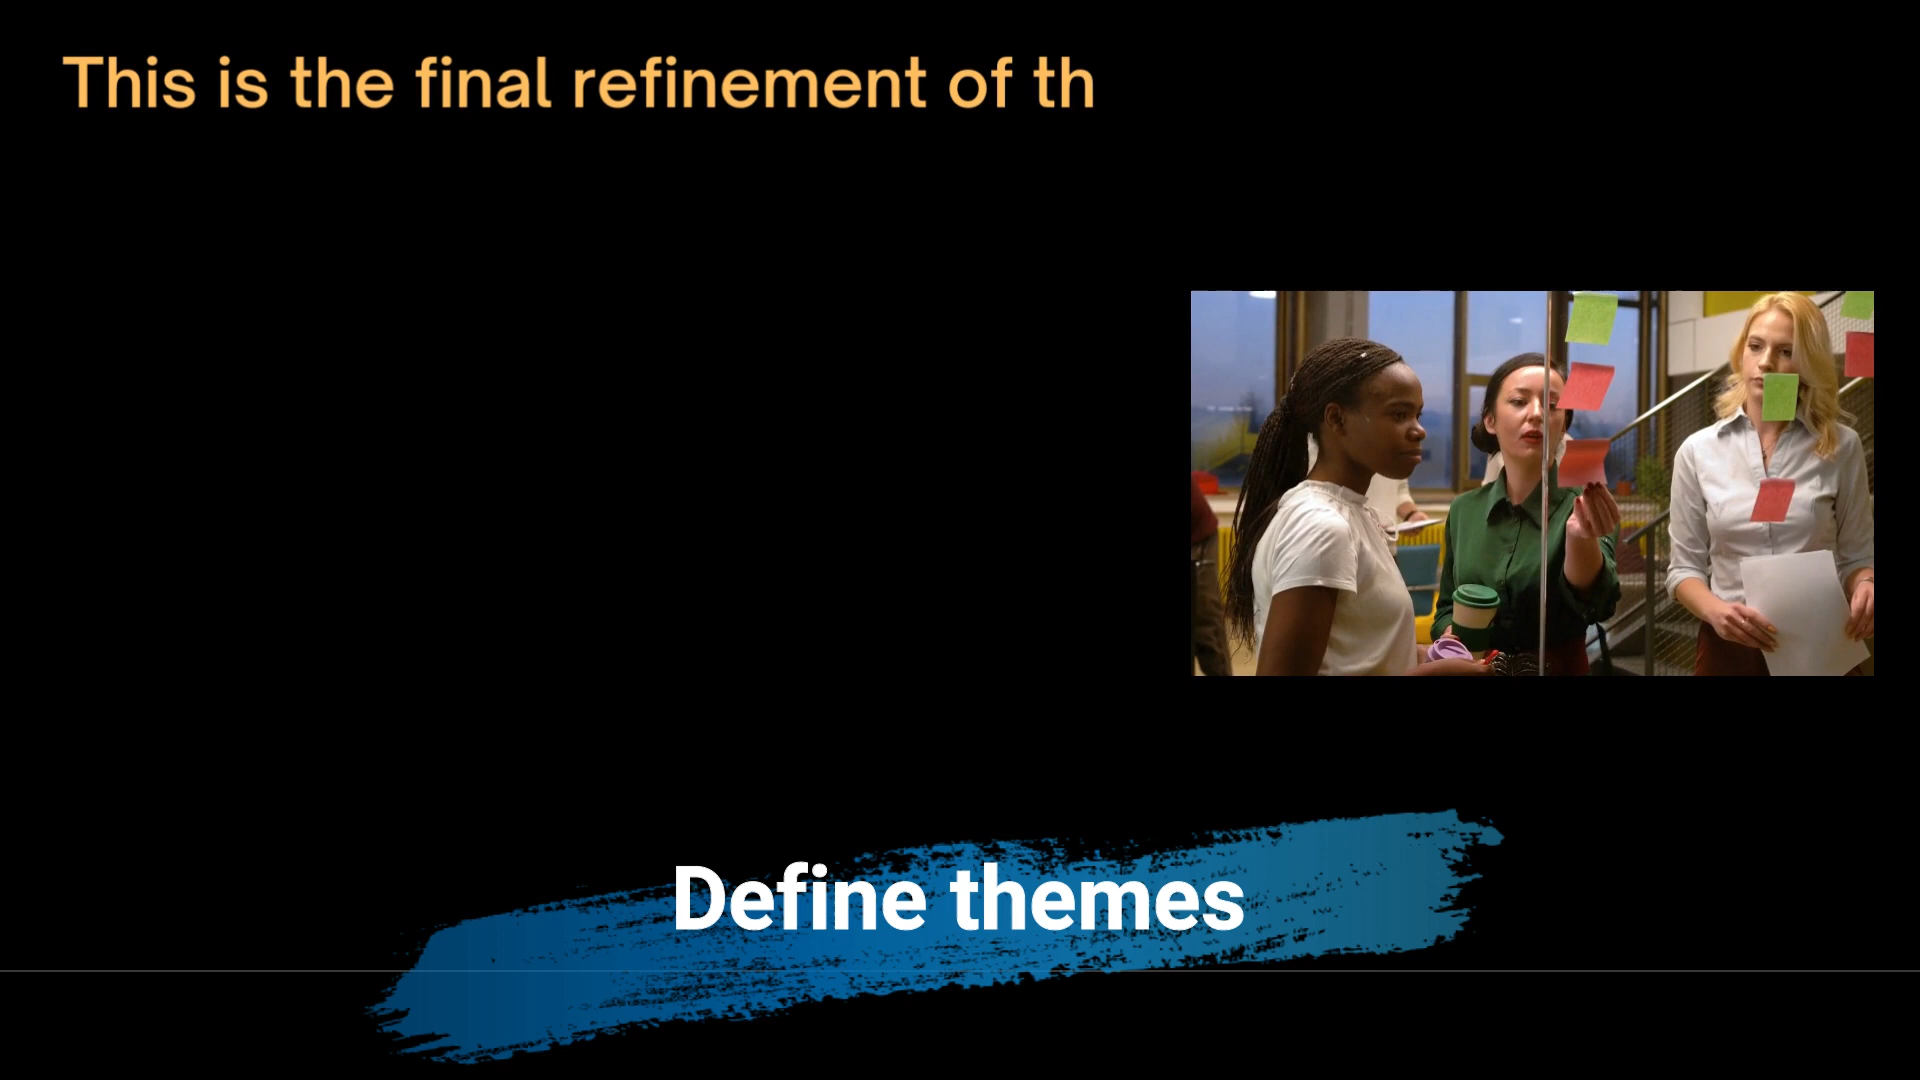 This is the final refinement of th
Define themes